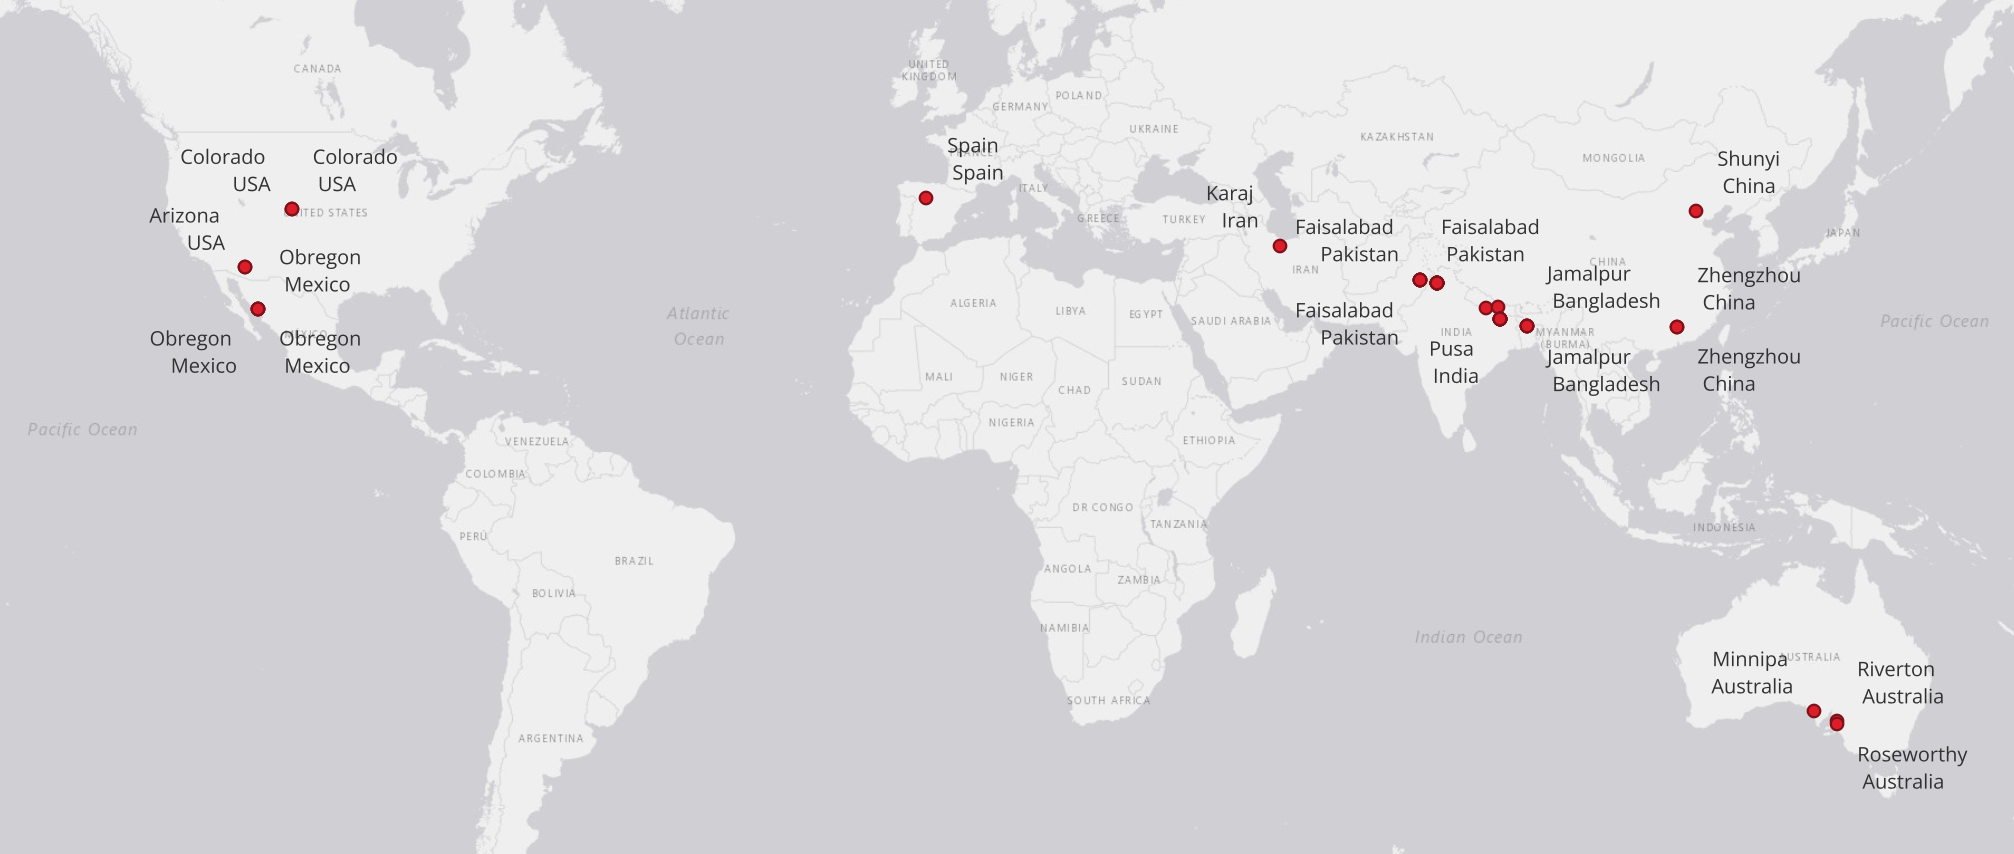 CANADA
UNITED
KINGDOM
POLAND
GERMANY
UKRAINE
KAZAKHSTAN
MONGOLIA
Colorado
USA
Colorado
USA
Spain
Spain
ITALY
Shunyi
China
Karaj
Iran
Arizona
USA
UNITED STATES
GREECE
TURKEY
Faisalabad
Pakistan
Faisalabad
Pakistan
JAPAN
Obregon
Mexico
IRAN
CHINA
Jamalpur
Bangladesh
Zhengzhou
China
ALGERIA
LIBYA
EGYPT
SAUDI ARABIA
Atlantic
Ocean
Faisalabad
Pakistan
Pacific Ocean
Obregon
Mexico
MEXICO
Obregon
Mexico
INDIA
MYANMAR
(BURMA)
Pusa
India
Jamalpur
Bangladesh
Zhengzhou
China
MALI
NIGER
CHAD
SUDAN
Pacific Ocean
NIGERIA
ETHIOPIA
VENEZUELA
COLOMBIA
DR CONGO
TANZANIA
INDONESIA
PERÚ
BRAZIL
ANGOLA
ZAMBIA
BOLIVIA
NAMIBIA
Indian Ocean
Minnipa
Australia
AUSTRALIA
Riverton
Australia
SOUTH AFRICA
ARGENTINA
Roseworthy
Australia